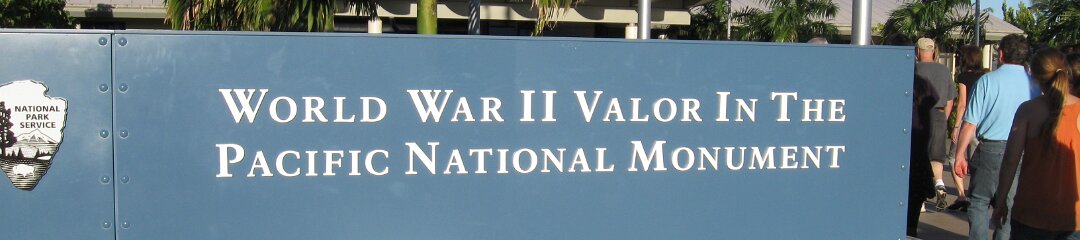 NATIONAL
PARK
SERVICE
WORLD WAR II VALOR IN THE
PACIFIC NATIONAL MONUMENT